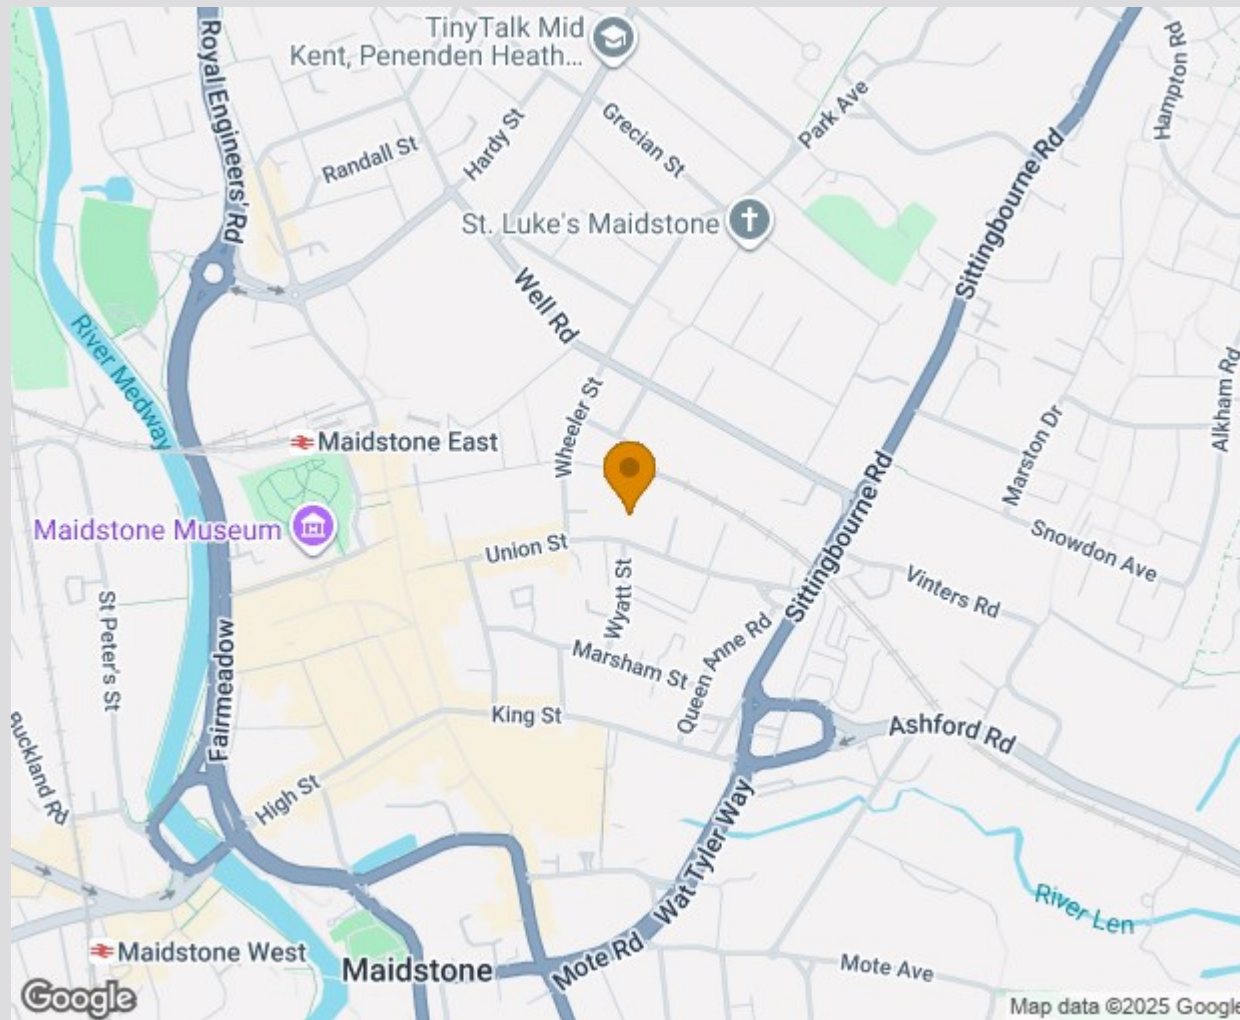 TinyTalk Mid
Kent, Penenden Heath...
Royal Engineers' Rd
Hampton Rd
Park Ave
Grecian St
Hardy St
Randall St
Sittingbourne Rd
St. Luke's Maidstone
Well Rd
River Medway
Wheeler St
Alkham Rd
Marston Dr
Maidstone East
Sittingbourne Rd
Maidstone Museum
Union St
Snowdon Ave
Wyatt St
Vinters Rd
St Peter's St
Queen Anne Rd
Marsham St
Fairmeadow
King St
Ashford Rd
Buckland Rd
High St
Wat Tyler Way
River Len
Maidstone West
Maidstone
Mote Rd
Mote Ave
Google
Map data ©2025 Google